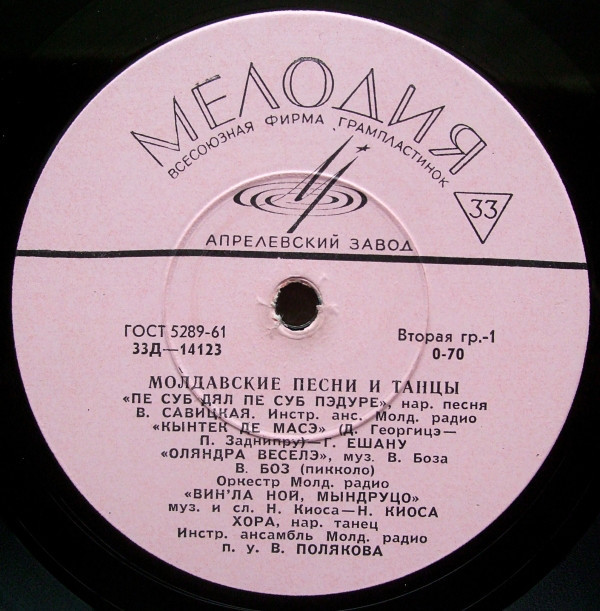 МЕЛОДИЯ
ВСЕСОЮЗНАЯ ФИРМА ГРАМПЛАСТИНОК
33
АПРЕЛЕВСКИЙ ЗАВОД
ГОСТ 5289-61 Вторая гр.-1
33Д—14123 0-70
МОЛДАВСКИЕ ПЕСНИ И ТАНЦЫ
«ПЕ СУБ ДЯЛ ПЕ СУБ ПЭДУРЕ», нар. песня
В. САВИЦКАЯ. Инстр. анс. Молд. радио
«КЫНТЕК ДЕ МАСЭ» (Д. Георгицэ—
П. Заднипру)—Г. ЕШАНУ
«ОЛЯНДРА ВЕСЕЛЭ», муз. В. Боза
В. БОЗ (пикколо)
Оркестр Молд. радио
«ВИН'ЛА НОЙ, МЫНДРУЦО»
муз. и сл. Н. Киоса—Н. КИОСА
ХОРА, нар. танец
Инстр. ансамбль Молд. радио
п. у. В. ПОЛЯКОВА